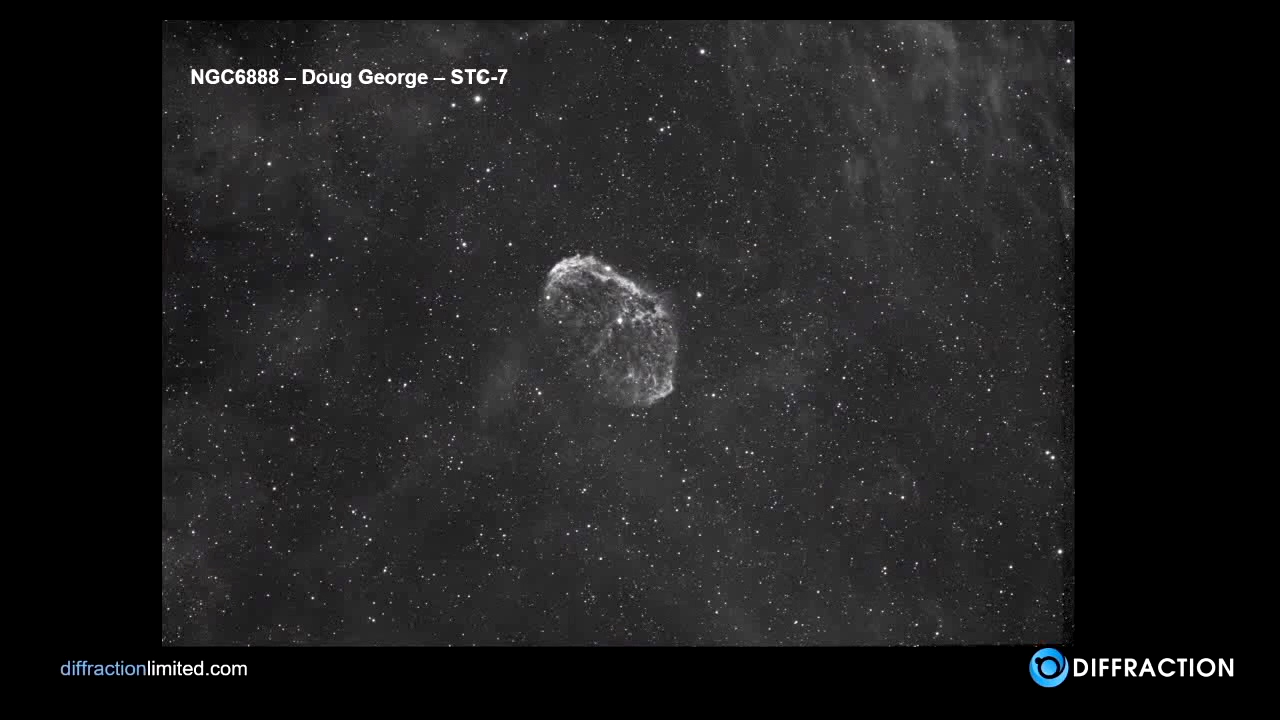 NGC6888 – Doug George – STC-7
diffractionlimited.com
DIFFRACTION